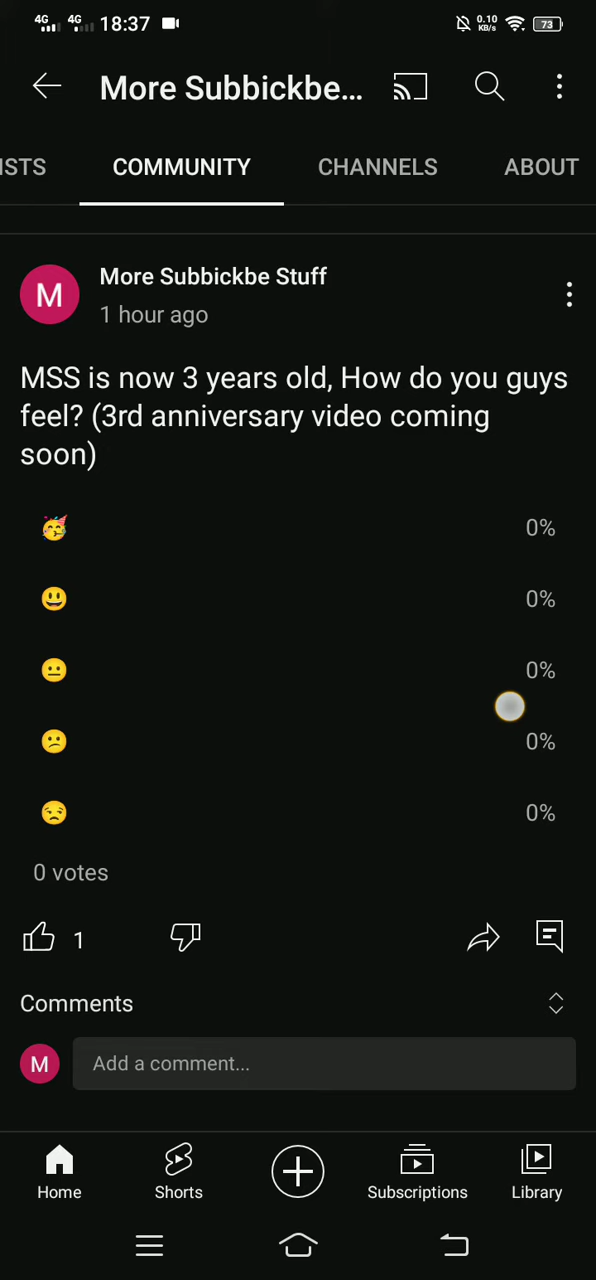 4G 4G 18:37 0.10 KB/s 73
More Subbickbe...
ISTS COMMUNITY CHANNELS ABOUT
M More Subbickbe Stuff
1 hour ago
MSS is now 3 years old, How do you guys
feel? (3rd anniversary video coming
soon)
🥳 0%
😃 0%
😐 0%
😕 0%
😒 0%
0 votes
1
Comments
M Add a comment...
Home Shorts Subscriptions Library